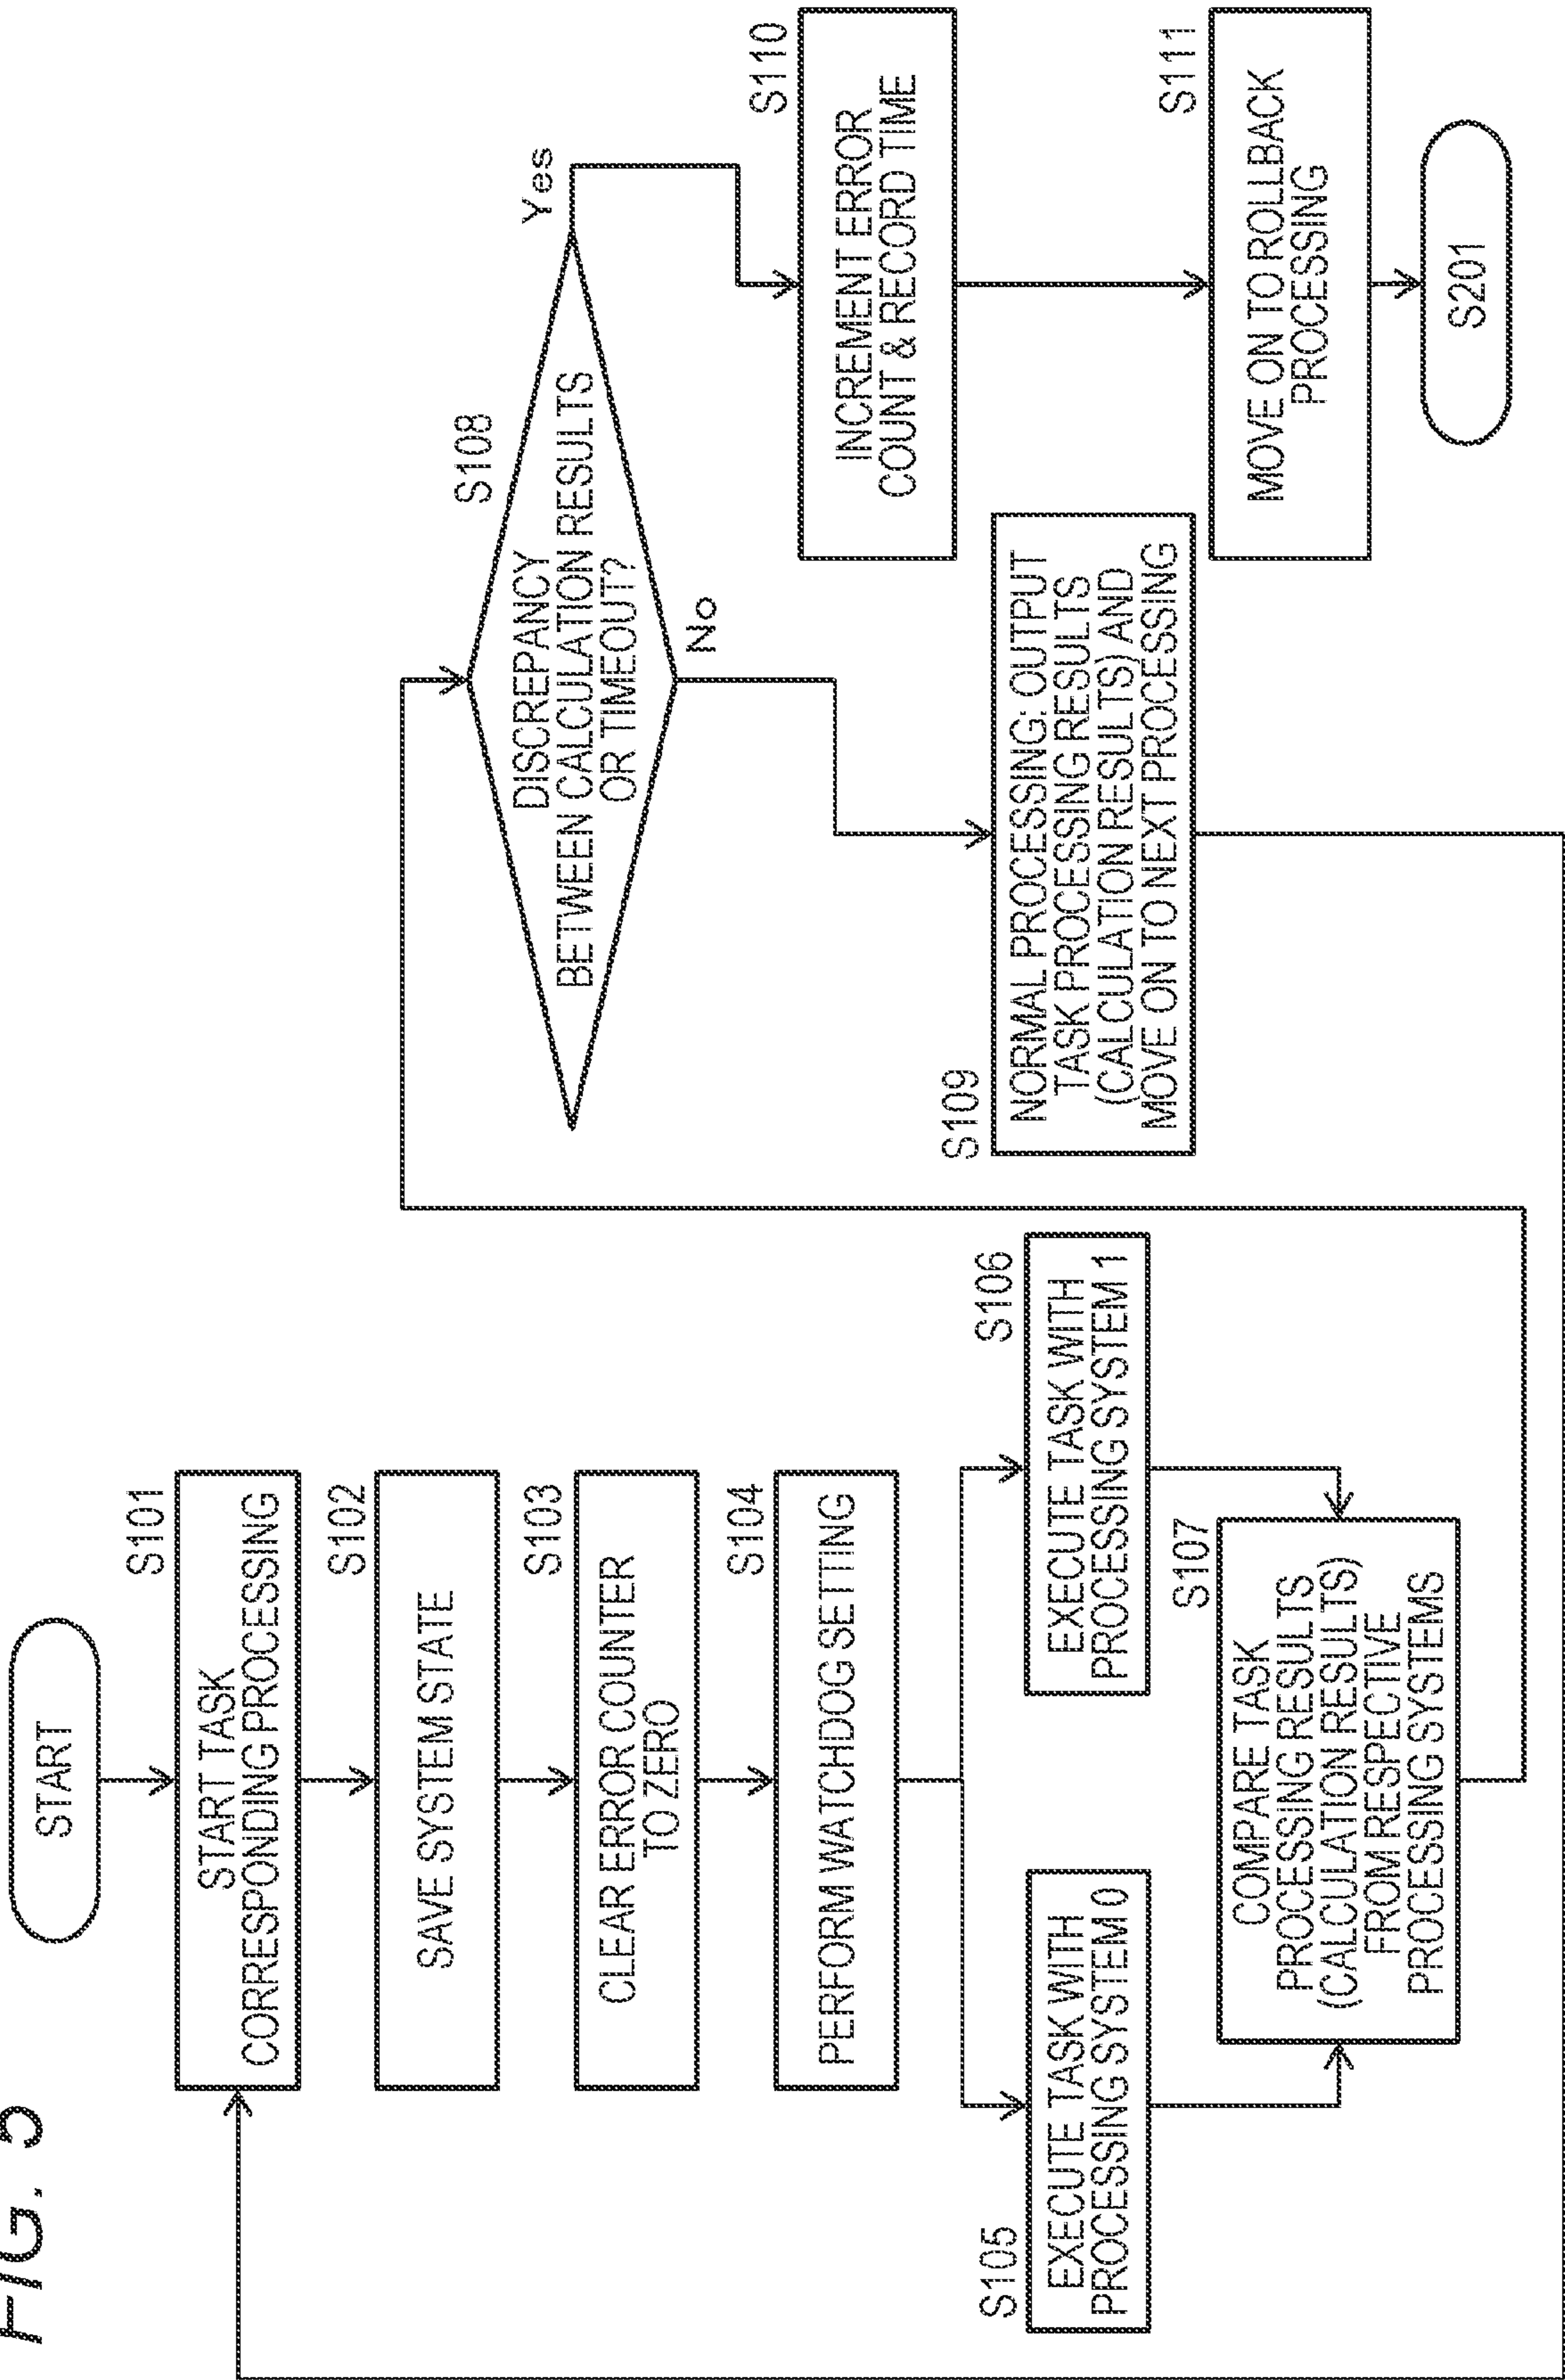 FIG. 5
START
S101
START TASK
CORRESPONDING PROCESSING
S102
SAVE SYSTEM STATE
S103
CLEAR ERROR COUNTER
TO ZERO
S104
PERFORM WATCHDOG SETTING
S105
EXECUTE TASK WITH
PROCESSING SYSTEM 0
S106
EXECUTE TASK WITH
PROCESSING SYSTEM 1
S107
COMPARE TASK
PROCESSING RESULTS
(CALCULATION RESULTS)
FROM RESPECTIVE
PROCESSING SYSTEMS
S108
DISCREPANCY
BETWEEN CALCULATION RESULTS
OR TIMEOUT?
Yes
No
S109
NORMAL PROCESSING: OUTPUT
TASK PROCESSING RESULTS
(CALCULATION RESULTS) AND
MOVE ON TO NEXT PROCESSING
S110
INCREMENT ERROR
COUNT & RECORD TIME
S111
MOVE ON TO ROLLBACK
PROCESSING
S201